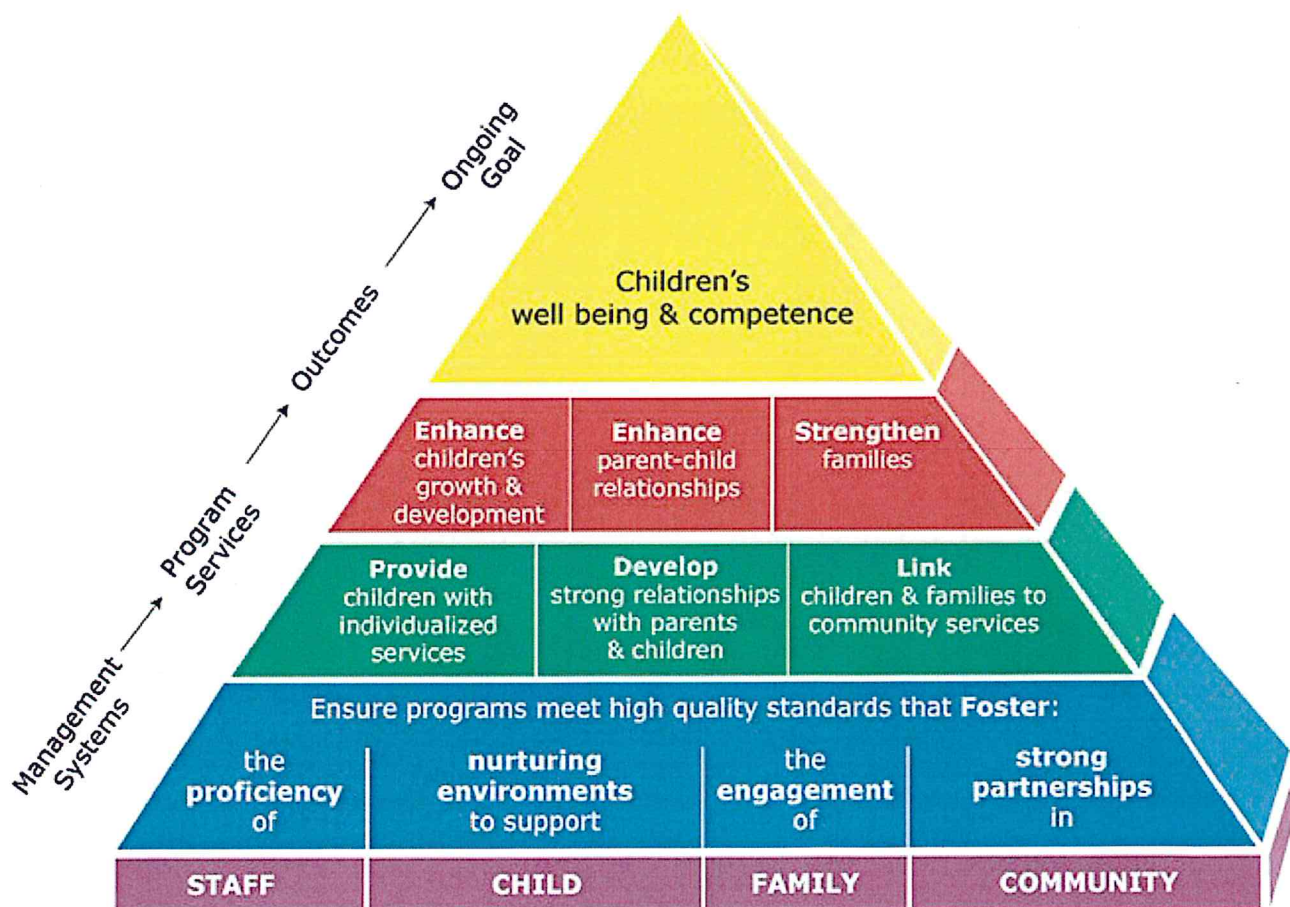 Ongoing
Goal
Outcomes
Program
Services
Management
Systems
Children's
well being & competence
Enhance
children's
growth &
development
Enhance
parent-child
relationships
Strengthen
families
Provide
children with
individualized
services
Develop
strong relationships
with parents
& children
Link
children & families to
community services
Ensure programs meet high quality standards that Foster:
the
proficiency
of
nurturing
environments
to support
the
engagement
of
strong
partnerships
in
STAFF
CHILD
FAMILY
COMMUNITY